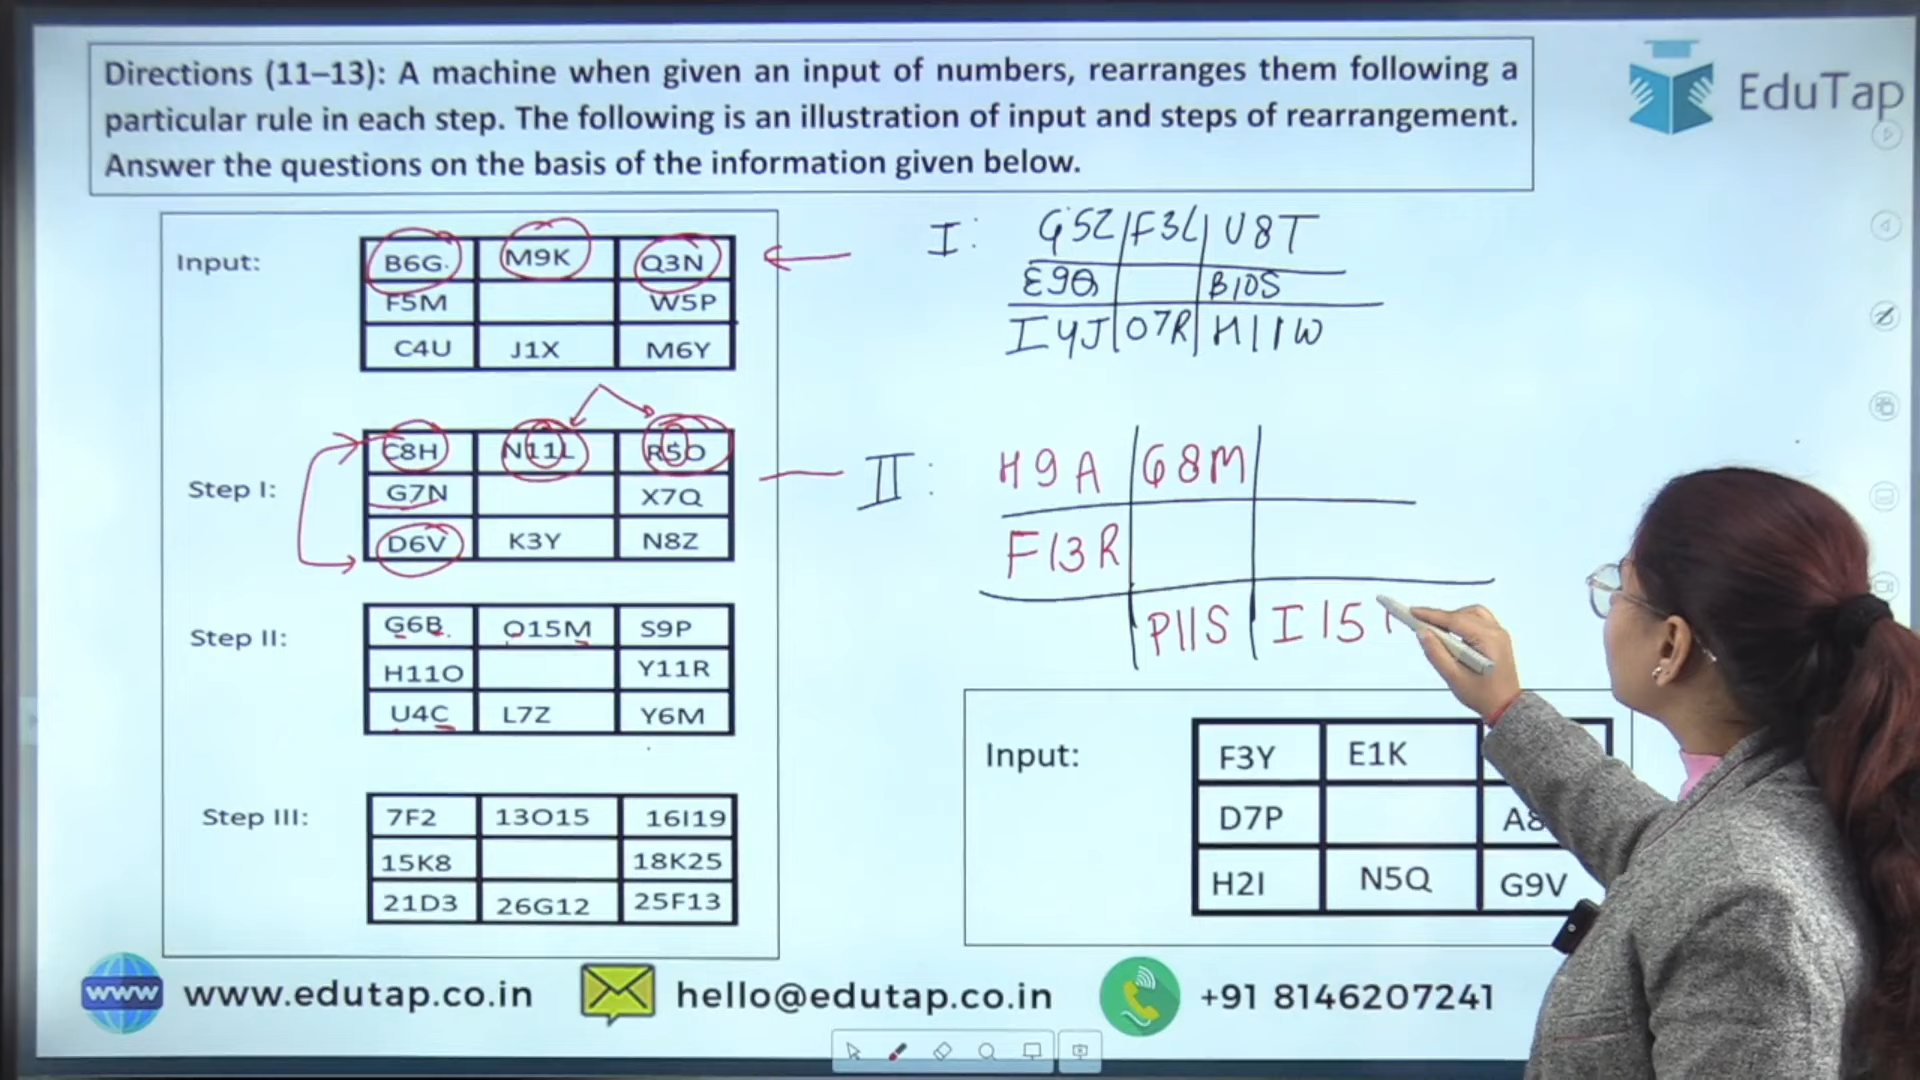 Directions (11–13): A machine when given an input of numbers, rearranges them following a
particular rule in each step. The following is an illustration of input and steps of rearrangement.
Answer the questions on the basis of the information given below.
EduTap
Input:
B6G M9K Q3N
F5M W5P
C4U J1X M6Y
Step I:
C8H N11L R5O
G7N X7Q
D6V K3Y N8Z
Step II:
G6B O15M S9P
H11O Y11R
U4C L7Z Y6M
Step III:
7F2 13O15 16I19
15K8 18K25
21D3 26G12 25F13
I: G5Z F3L U8T
E9Q B10S
I4J O7R H11W
II: H9A G8M
F13R
P11S I15
Input:
F3Y E1K
D7P A8
H2I N5Q G9V
www www.edutap.co.in hello@edutap.co.in +91 8146207241